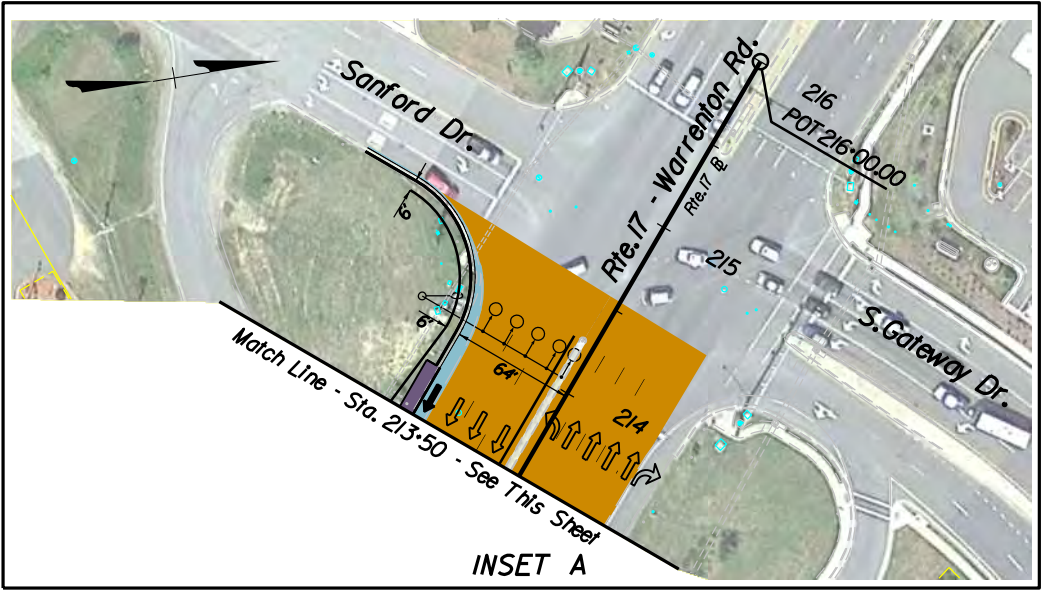 Sanford Dr.
Rte. 17 - Warrenton Rd.
216
POT 216+00.00
Rte. 17 BL
215
S. Gateway Dr.
6'
6'
64'
214
Match Line - Sta. 213+50 - See This Sheet
INSET A